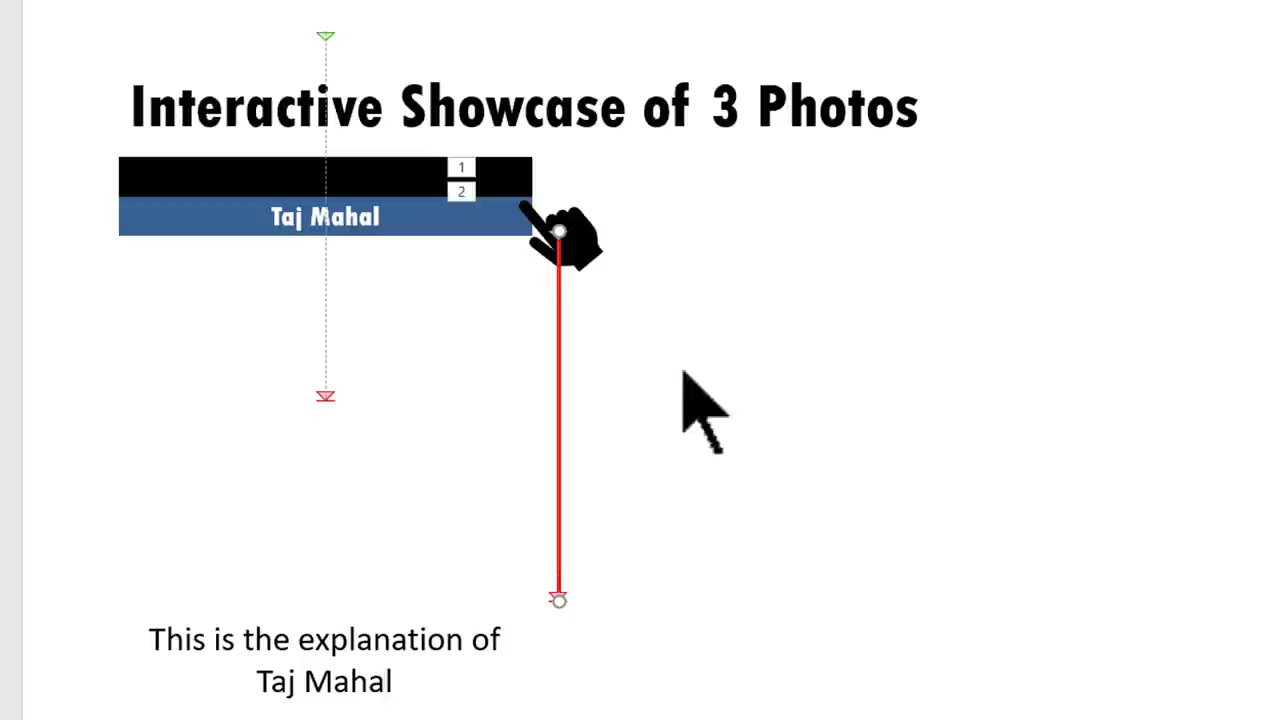 Interactive Showcase of 3 Photos
1
2
Taj Mahal
This is the explanation of
Taj Mahal